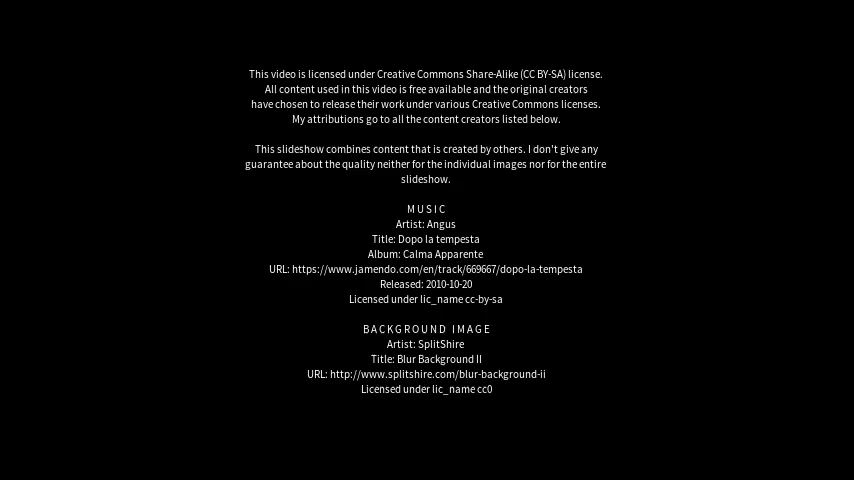 This video is licensed under Creative Commons Share-Alike (CC BY-SA) license.
All content used in this video is free available and the original creators
have chosen to release their work under various Creative Commons licenses.
My attributions go to all the content creators listed below.
This slideshow combines content that is created by others. I don't give any
guarantee about the quality neither for the individual images nor for the entire
slideshow.
MUSIC
Artist: Angus
Title: Dopo la tempesta
Album: Calma Apparente
URL: https://www.jamendo.com/en/track/669667/dopo-la-tempesta
Released: 2010-10-20
Licensed under lic_name cc-by-sa
BACKGROUND IMAGE
Artist: SplitShire
Title: Blur Background II
URL: http://www.splitshire.com/blur-background-ii
Licensed under lic_name cc0